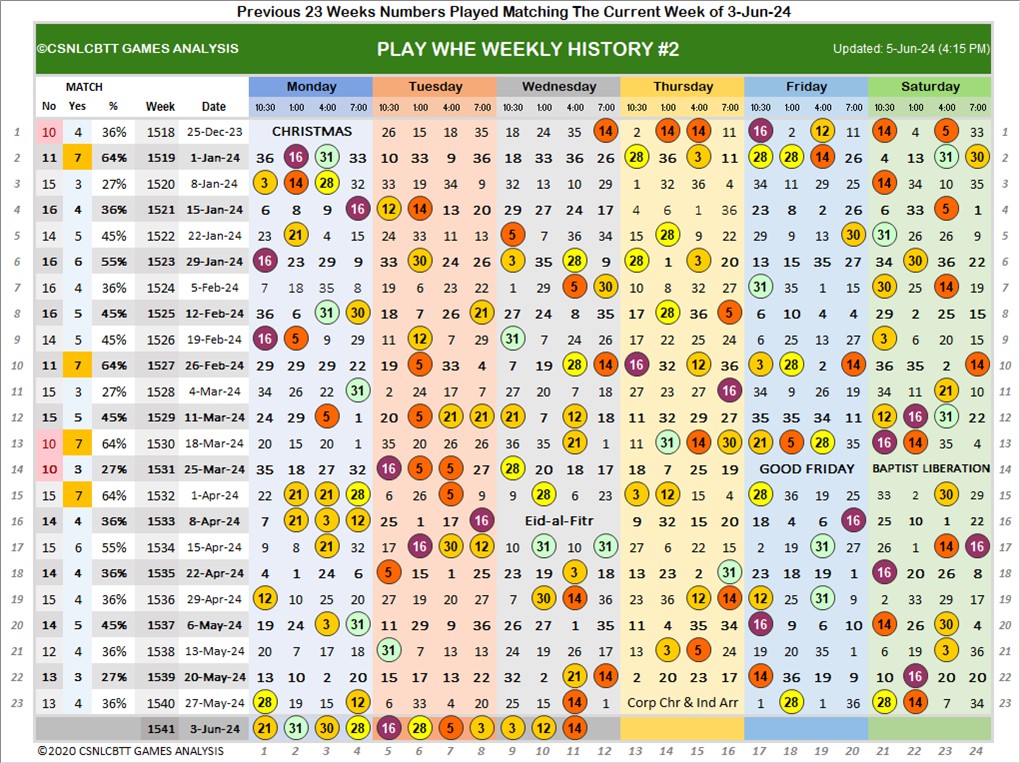 Previous 23 Weeks Numbers Played Matching The Current Week of 3-Jun-24
©CSNLCBTT GAMES ANALYSIS PLAY WHE WEEKLY HISTORY #2 Updated: 5-Jun-24 (4:15 PM)
MATCH Monday Tuesday Wednesday Thursday Friday Saturday
No Yes % Week Date 10:30 1:00 4:00 7:00 10:30 1:00 4:00 7:00 10:30 1:00 4:00 7:00 10:30 1:00 4:00 7:00 10:30 1:00 4:00 7:00 10:30 1:00 4:00 7:00
1 10 4 36% 1518 25-Dec-23 CHRISTMAS 26 15 18 35 18 24 35 14 2 14 14 11 16 2 12 11 14 4 5 33 1
2 11 7 64% 1519 1-Jan-24 36 16 31 33 10 33 9 36 18 33 36 26 28 36 3 11 28 28 14 26 4 13 31 30 2
3 15 3 27% 1520 8-Jan-24 3 14 28 32 33 19 34 9 32 13 10 29 1 32 36 4 34 11 29 25 14 34 10 35 3
4 16 4 36% 1521 15-Jan-24 6 8 9 16 12 14 13 20 29 27 24 17 4 6 1 36 23 8 2 26 6 33 5 1 4
5 14 5 45% 1522 22-Jan-24 23 21 4 15 24 33 11 13 5 7 36 34 15 28 9 22 29 9 13 30 31 26 26 9 5
6 16 6 55% 1523 29-Jan-24 16 23 29 9 33 30 24 26 3 35 28 9 28 1 3 20 13 15 35 27 34 30 36 22 6
7 16 4 36% 1524 5-Feb-24 7 18 35 8 19 6 23 22 1 29 5 30 10 8 32 27 31 35 1 15 30 25 14 19 7
8 16 5 45% 1525 12-Feb-24 36 6 31 30 18 7 26 21 27 24 8 35 17 28 36 5 6 10 4 4 29 2 25 15 8
9 14 5 45% 1526 19-Feb-24 16 5 9 29 11 12 7 29 31 7 24 26 17 22 25 24 6 25 13 27 3 6 20 15 9
10 11 7 64% 1527 26-Feb-24 29 29 29 22 19 5 33 4 7 19 28 14 16 32 12 36 3 28 2 14 36 35 2 14 10
11 15 3 27% 1528 4-Mar-24 34 26 22 31 2 24 17 7 27 20 7 18 27 23 27 16 34 9 26 19 34 11 21 10 11
12 15 5 45% 1529 11-Mar-24 24 29 5 1 20 5 21 21 21 7 12 18 11 32 29 27 35 35 34 11 12 16 31 22 12
13 10 7 64% 1530 18-Mar-24 20 15 20 1 35 20 26 26 36 35 21 1 11 31 14 30 21 5 28 35 16 14 35 4 13
14 10 3 27% 1531 25-Mar-24 35 18 27 32 16 5 5 27 28 20 18 17 18 7 25 19 GOOD FRIDAY BAPTIST LIBERATION 14
15 15 7 64% 1532 1-Apr-24 22 21 21 28 6 26 5 9 9 28 6 23 3 12 15 4 28 36 19 25 33 2 30 29 15
16 14 4 36% 1533 8-Apr-24 7 21 3 12 25 1 17 16 Eid-al-Fitr 9 32 15 20 18 4 6 16 25 10 1 22 16
17 15 6 55% 1534 15-Apr-24 9 8 21 32 17 16 30 12 10 31 10 31 27 6 22 15 2 19 31 27 26 1 14 16 17
18 14 4 36% 1535 22-Apr-24 4 1 24 6 5 15 1 25 23 19 3 18 13 23 2 31 23 18 19 1 16 20 26 8 18
19 15 4 36% 1536 29-Apr-24 12 10 25 20 27 19 20 27 7 30 14 36 23 36 12 14 12 25 31 9 2 33 29 17 19
20 14 5 45% 1537 6-May-24 19 24 3 31 11 29 9 36 26 27 1 35 11 4 35 34 16 9 6 10 14 26 30 4 20
21 12 4 36% 1538 13-May-24 20 7 17 18 31 7 13 13 24 19 26 17 13 3 5 24 19 20 35 1 6 19 3 36 21
22 13 3 27% 1539 20-May-24 13 10 2 20 15 17 13 22 32 2 21 14 2 20 23 17 14 36 19 9 10 16 20 20 22
23 13 4 36% 1540 27-May-24 28 19 15 12 6 33 4 20 6 1 14 1 Corp Chr & Ind Arr 1 28 1 36 28 14 7 34 23
1541 3-Jun-24 21 31 30 28 16 28 5 3 3 12 14
©2020 CSNLCBTT GAMES ANALYSIS 1 2 3 4 5 6 7 8 9 10 11 12 13 14 15 16 17 18 19 20 21 22 23 24